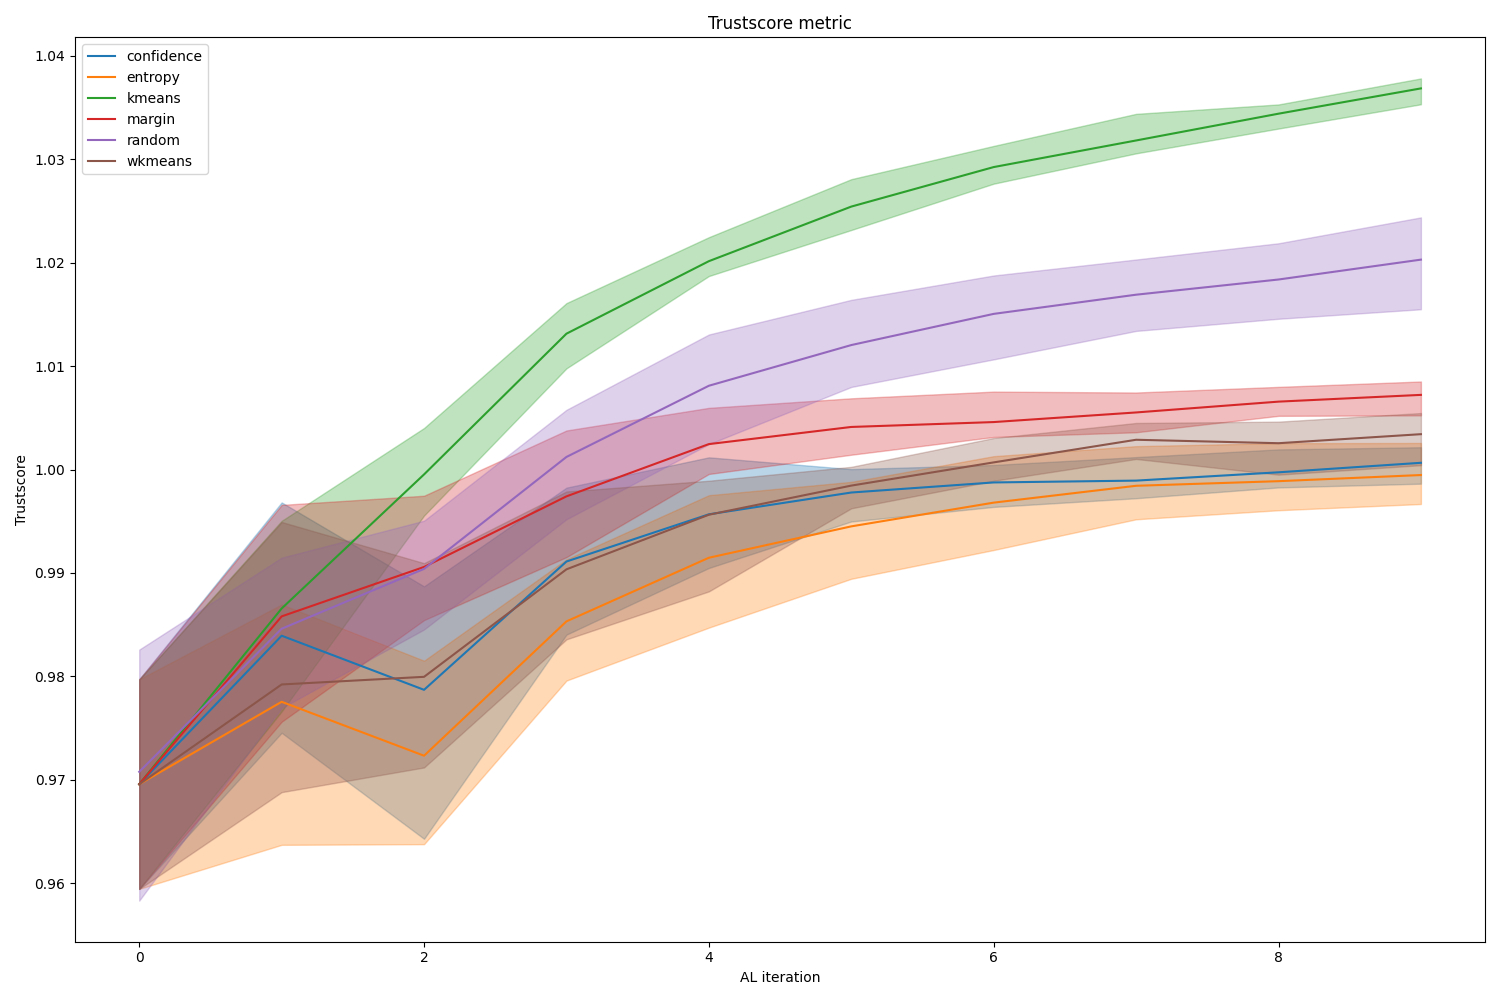 Trustscore metric
confidence
entropy
kmeans
margin
random
wkmeans
Trustscore
1.04
1.03
1.02
1.01
1.00
0.99
0.98
0.97
0.96
0
2
4
6
8
AL iteration